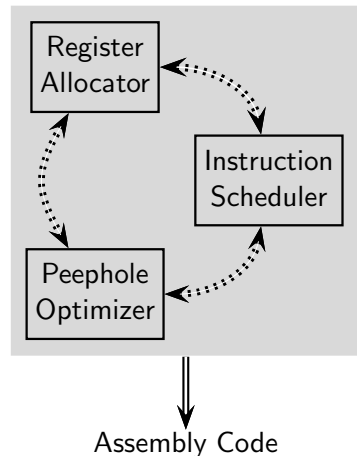 Register
Allocator
Instruction
Scheduler
Peephole
Optimizer
Assembly Code